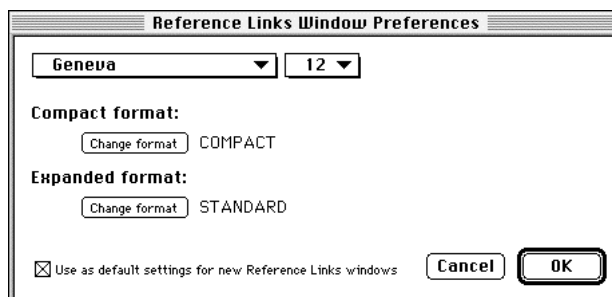 Reference Links Window Preferences
Geneva 12
Compact format:
Change format COMPACT
Expanded format:
Change format STANDARD
Use as default settings for new Reference Links windows Cancel OK